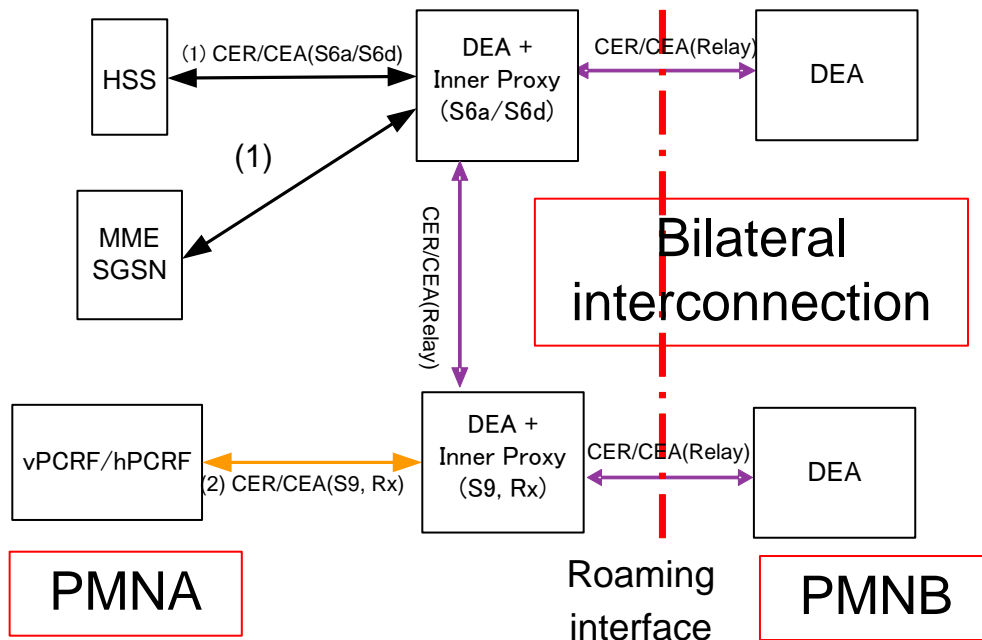 HSS
(1) CER/CEA(S6a/S6d)
DEA +
Inner Proxy
(S6a/S6d)
CER/CEA(Relay)
DEA
(1)
MME
SGSN
CER/CEA(Relay)
Bilateral
interconnection
vPCRF/hPCRF
(2) CER/CEA(S9, Rx)
DEA +
Inner Proxy
(S9, Rx)
CER/CEA(Relay)
DEA
PMNA
Roaming
interface
PMNB